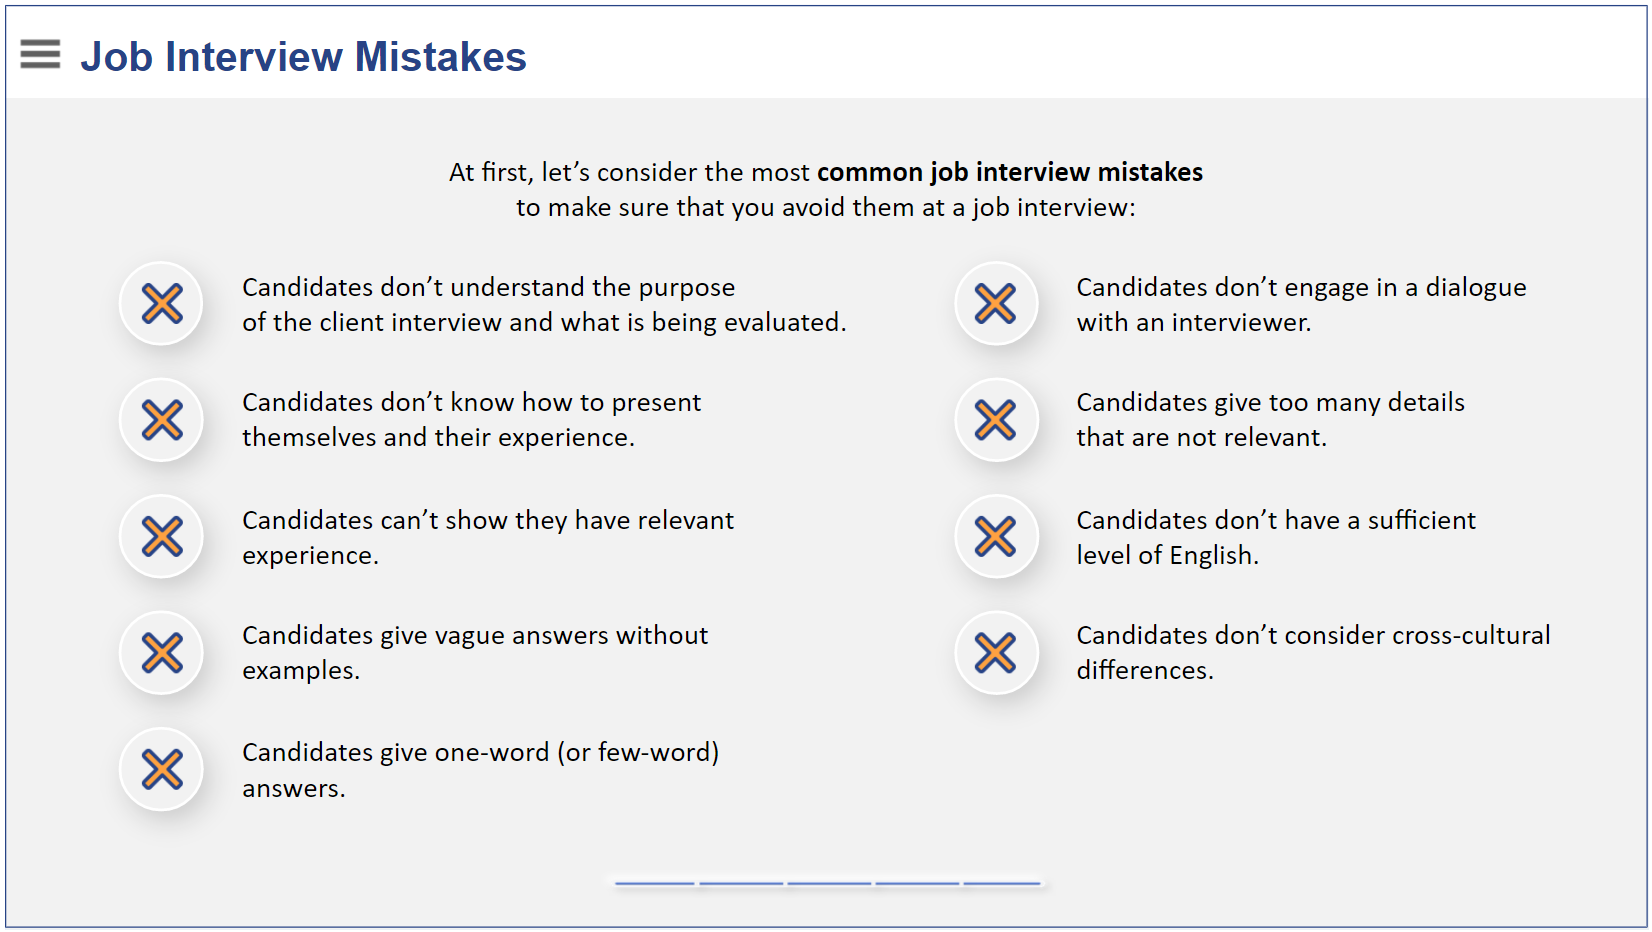 Job Interview Mistakes
At first, let’s consider the most common job interview mistakes
to make sure that you avoid them at a job interview:
Candidates don’t understand the purpose
of the client interview and what is being evaluated.
Candidates don’t know how to present
themselves and their experience.
Candidates can’t show they have relevant
experience.
Candidates give vague answers without
examples.
Candidates give one-word (or few-word)
answers.
Candidates don’t engage in a dialogue
with an interviewer.
Candidates give too many details
that are not relevant.
Candidates don’t have a sufficient
level of English.
Candidates don’t consider cross-cultural
differences.